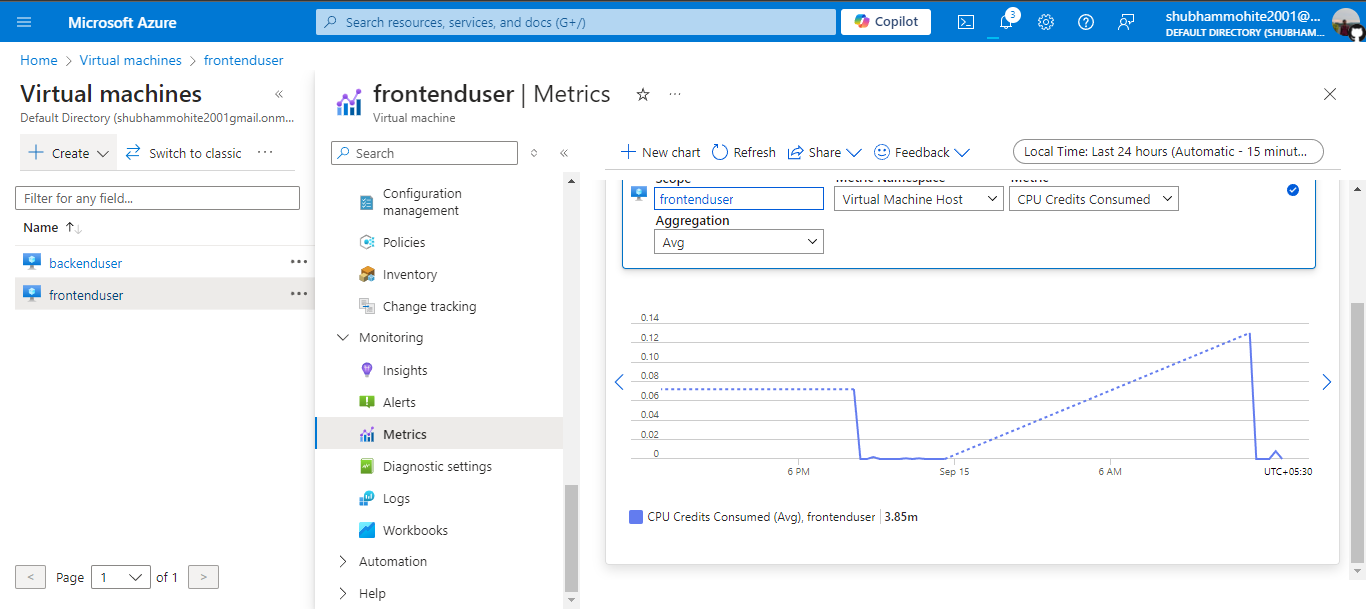 Microsoft Azure
Search resources, services, and docs (G+/)
Copilot
3
shubhammohite2001@...
DEFAULT DIRECTORY (SHUBHAM...
Home > Virtual machines > frontenduser
Virtual machines
«
Default Directory (shubhammohite2001gmail.onm...
+ Create
Switch to classic
...
Filter for any field...
Name ↑↓
backenduser
...
frontenduser
...
<
Page
1
of 1
>
frontenduser | Metrics
...
Virtual machine
Search
«
Configuration
management
Policies
Inventory
Change tracking
Monitoring
Insights
Alerts
Metrics
Diagnostic settings
Logs
Workbooks
Automation
Help
+ New chart
Refresh
Share
Feedback
Local Time: Last 24 hours (Automatic - 15 minut...
Scope
Metric Namespace
Metric
frontenduser
Virtual Machine Host
CPU Credits Consumed
Aggregation
Avg
0.14
0.12
0.10
0.08
0.06
0.04
0.02
0
6 PM
Sep 15
6 AM
UTC+05:30
CPU Credits Consumed (Avg), frontenduser | 3.85m